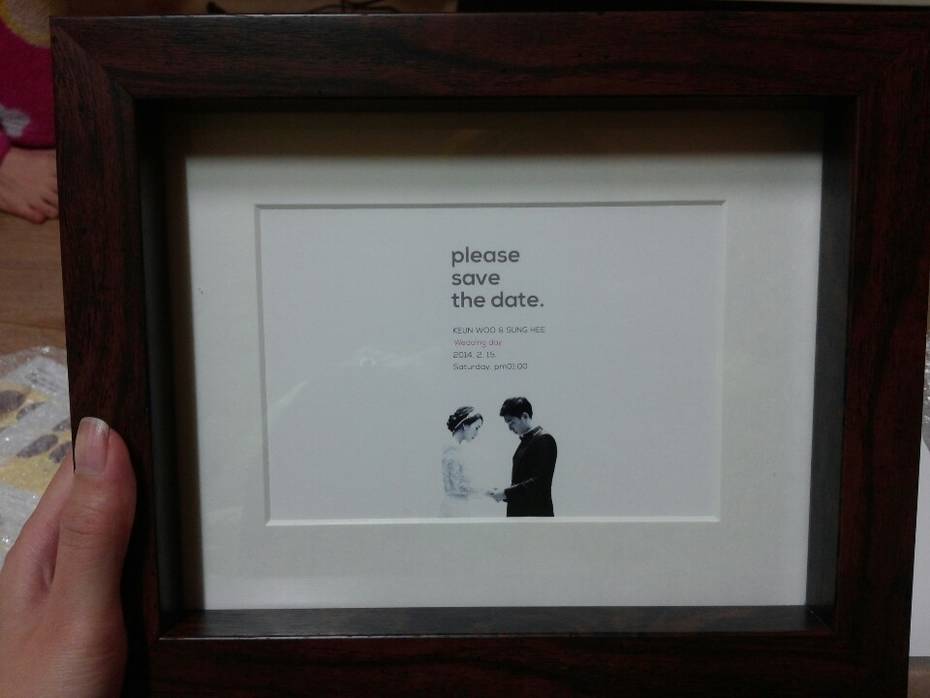 please
save
the date.
KEUN WOO & SUNG HEE
Wedding day
2014. 2. 15.
Saturday. pm01:00